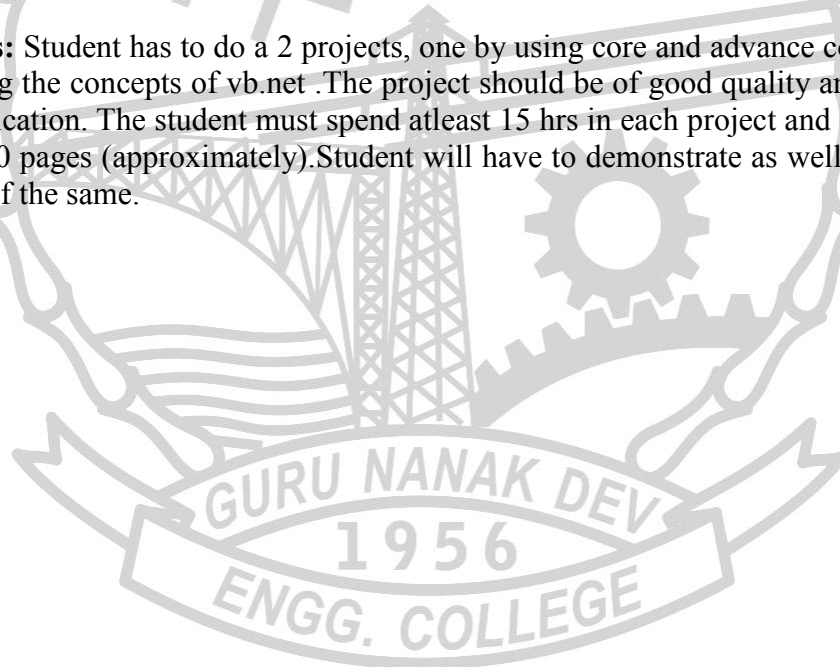 s: Student has to do a 2 projects, one by using core and advance co
g the concepts of vb.net .The project should be of good quality an
ication. The student must spend atleast 15 hrs in each project and
0 pages (approximately).Student will have to demonstrate as well
f the same.
GURU NANAK DEV
1956
ENGG. COLLEGE